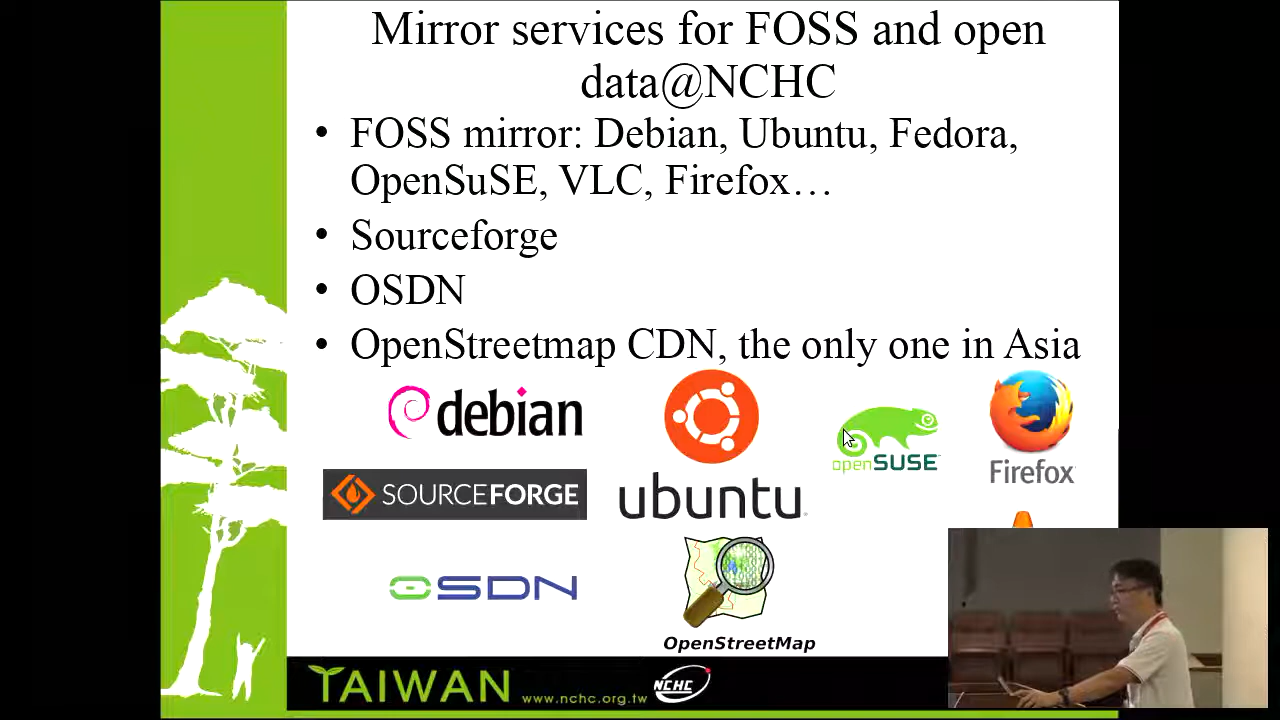 Mirror services for FOSS and open
data@NCHC
• FOSS mirror: Debian, Ubuntu, Fedora,
OpenSuSE, VLC, Firefox…
• Sourceforge
• OSDN
• OpenStreetmap CDN, the only one in Asia
debian
openSUSE
Firefox
SOURCEFORGE
ubuntu
OSDN
OpenStreetMap
TAIWAN www.nchc.org.tw NCHC